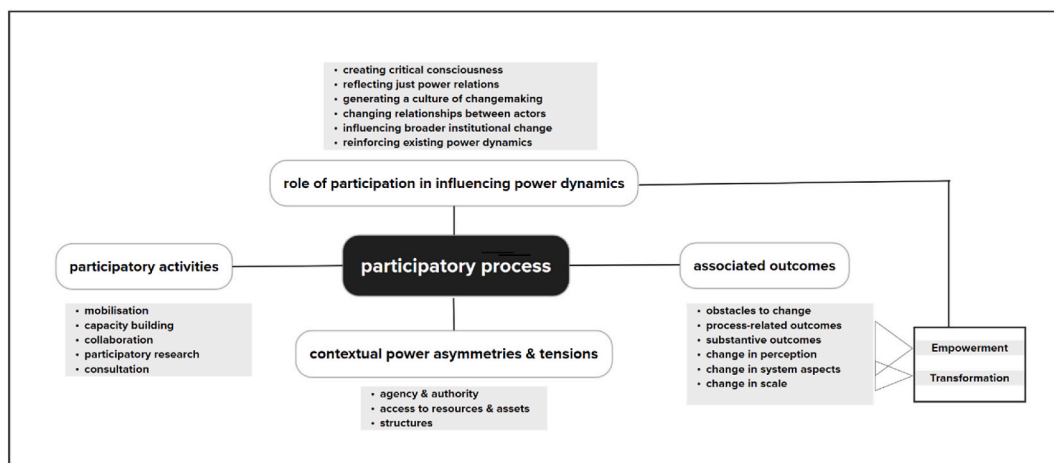 • creating critical consciousness
• reflecting just power relations
• generating a culture of changemaking
• changing relationships between actors
• influencing broader institutional change
• reinforcing existing power dynamics
role of participation in influencing power dynamics
participatory activities
participatory process
associated outcomes
• mobilisation
• capacity building
• collaboration
• participatory research
• consultation
contextual power asymmetries & tensions
• agency & authority
• access to resources & assets
• structures
• obstacles to change
• process-related outcomes
• substantive outcomes
• change in perception
• change in system aspects
• change in scale
Empowerment
Transformation